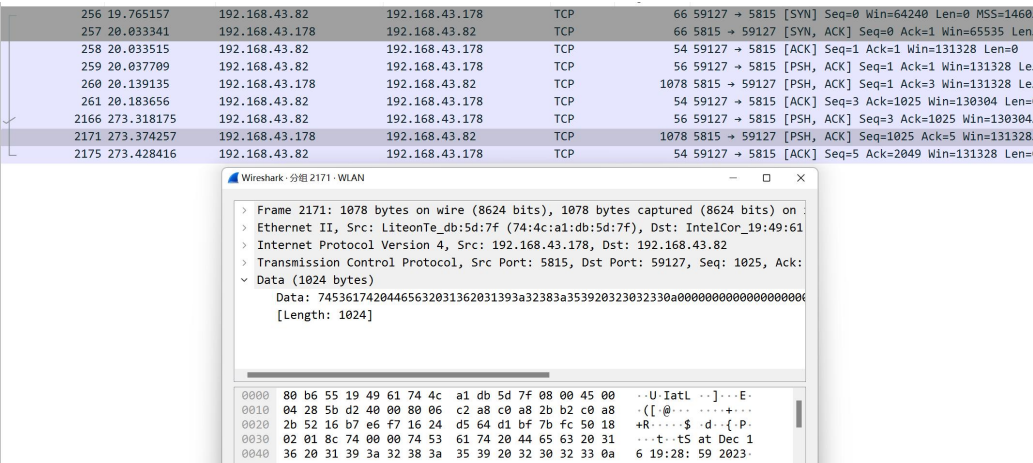 256 19.765157 192.168.43.82 192.168.43.178 TCP 66 59127 → 5815 [SYN] Seq=0 Win=64240 Len=0 MSS=1460
257 20.033341 192.168.43.178 192.168.43.82 TCP 66 5815 → 59127 [SYN, ACK] Seq=0 Ack=1 Win=65535 Len
258 20.033515 192.168.43.82 192.168.43.178 TCP 54 59127 → 5815 [ACK] Seq=1 Ack=1 Win=131328 Len=0
259 20.037709 192.168.43.82 192.168.43.178 TCP 56 59127 → 5815 [PSH, ACK] Seq=1 Ack=1 Win=131328 Le
260 20.139135 192.168.43.178 192.168.43.82 TCP 1078 5815 → 59127 [PSH, ACK] Seq=1 Ack=3 Win=131328 Le
261 20.183656 192.168.43.82 192.168.43.178 TCP 54 59127 → 5815 [ACK] Seq=3 Ack=1025 Win=130304 Len=
2166 273.318175 192.168.43.82 192.168.43.178 TCP 56 59127 → 5815 [PSH, ACK] Seq=3 Ack=1025 Win=130304
2171 273.374257 192.168.43.178 192.168.43.82 TCP 1078 5815 → 59127 [PSH, ACK] Seq=1025 Ack=5 Win=131328
2175 273.428416 192.168.43.82 192.168.43.178 TCP 54 59127 → 5815 [ACK] Seq=5 Ack=2049 Win=131328 Len=
Wireshark · 分组 2171 · WLAN
Frame 2171: 1078 bytes on wire (8624 bits), 1078 bytes captured (8624 bits) on
Ethernet II, Src: LiteonTe_db:5d:7f (74:4c:a1:db:5d:7f), Dst: IntelCor_19:49:61
Internet Protocol Version 4, Src: 192.168.43.178, Dst: 192.168.43.82
Transmission Control Protocol, Src Port: 5815, Dst Port: 59127, Seq: 1025, Ack:
Data (1024 bytes)
Data: 74536174204465632031362031393a32383a353920323032330a000000000000000000
[Length: 1024]
0000 80 b6 55 19 49 61 74 4c a1 db 5d 7f 08 00 45 00 ··U·IatL ··]···E·
0010 04 28 5b d2 40 00 80 06 c2 a8 c0 a8 2b b2 c0 a8 ·([·@··· ····+···
0020 2b 52 16 b7 e6 f7 16 24 d5 64 d1 bf 7b fc 50 18 +R·····$ ·d··{·P·
0030 02 01 8c 74 00 00 74 53 61 74 20 44 65 63 20 31 ···t··tS at Dec 1
0040 36 20 31 39 3a 32 38 3a 35 39 20 32 30 32 33 0a 6 19:28: 59 2023·